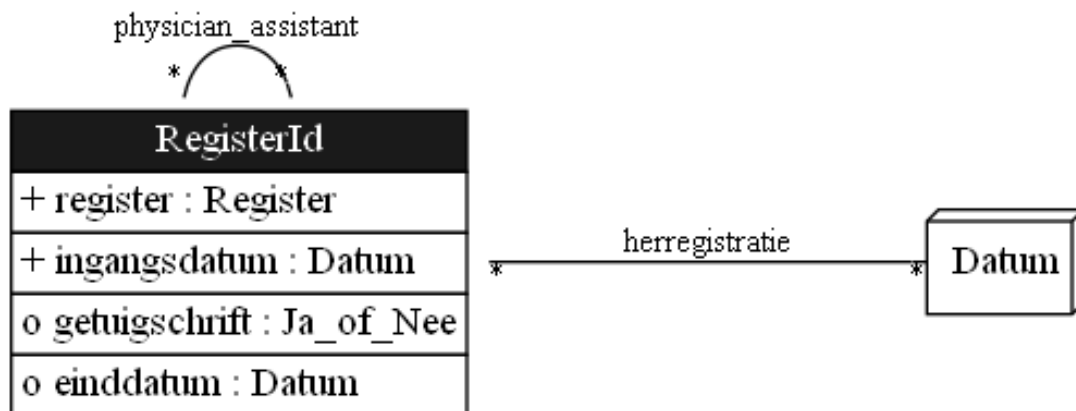 physician_assistant
* *
RegisterId
+ register : Register
+ ingangsdatum : Datum
o getuigschrift : Ja_of_Nee
o einddatum : Datum
herregistratie
* *
Datum